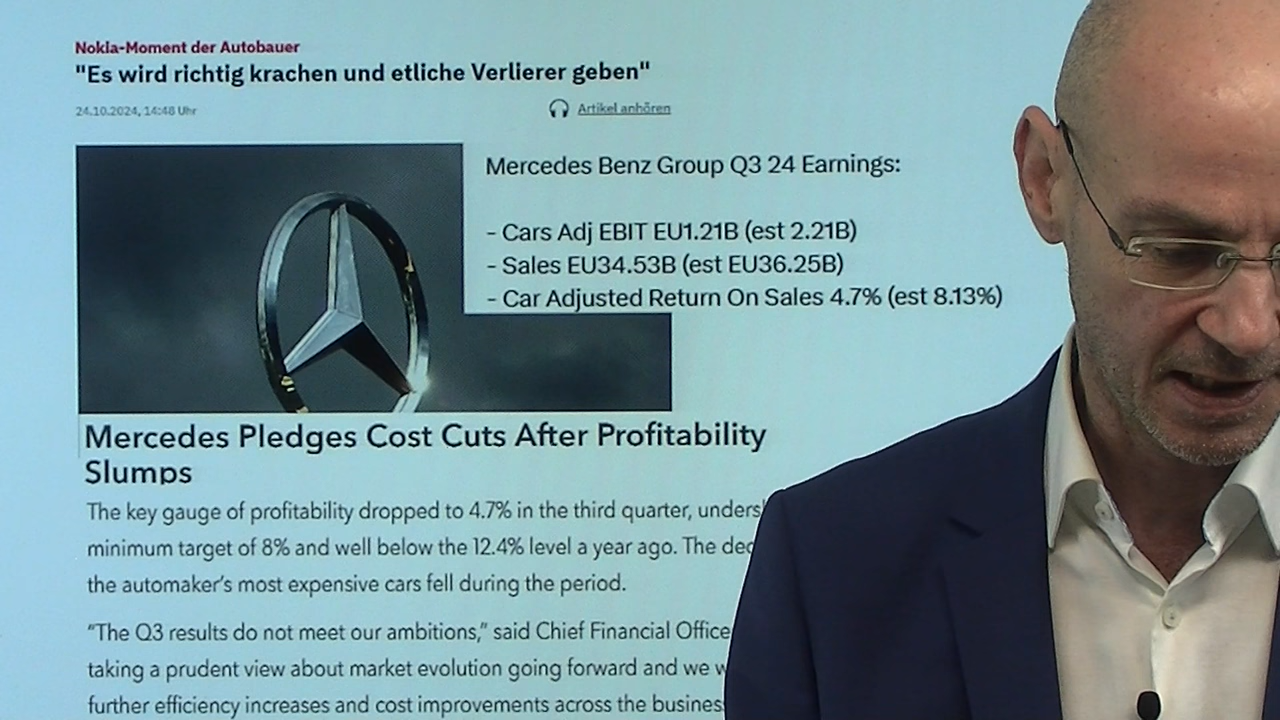 Nokia-Moment der Autobauer
"Es wird richtig krachen und etliche Verlierer geben"
24.10.2024, 14:48 Uhr
Artikel anhören
Mercedes Benz Group Q3 24 Earnings:
- Cars Adj EBIT EU1.21B (est 2.21B)
- Sales EU34.53B (est EU36.25B)
- Car Adjusted Return On Sales 4.7% (est 8.13%)
Mercedes Pledges Cost Cuts After Profitability
Slumps
The key gauge of profitability dropped to 4.7% in the third quarter,
minimum target of 8% and well below the 12.4% level a year ago. The
the automaker's most expensive cars fell during the period.
"The Q3 results do not meet our ambitions," said Chief Financial
taking a prudent view about market evolution going forward and we
further efficiency increases and cost improvements across the business